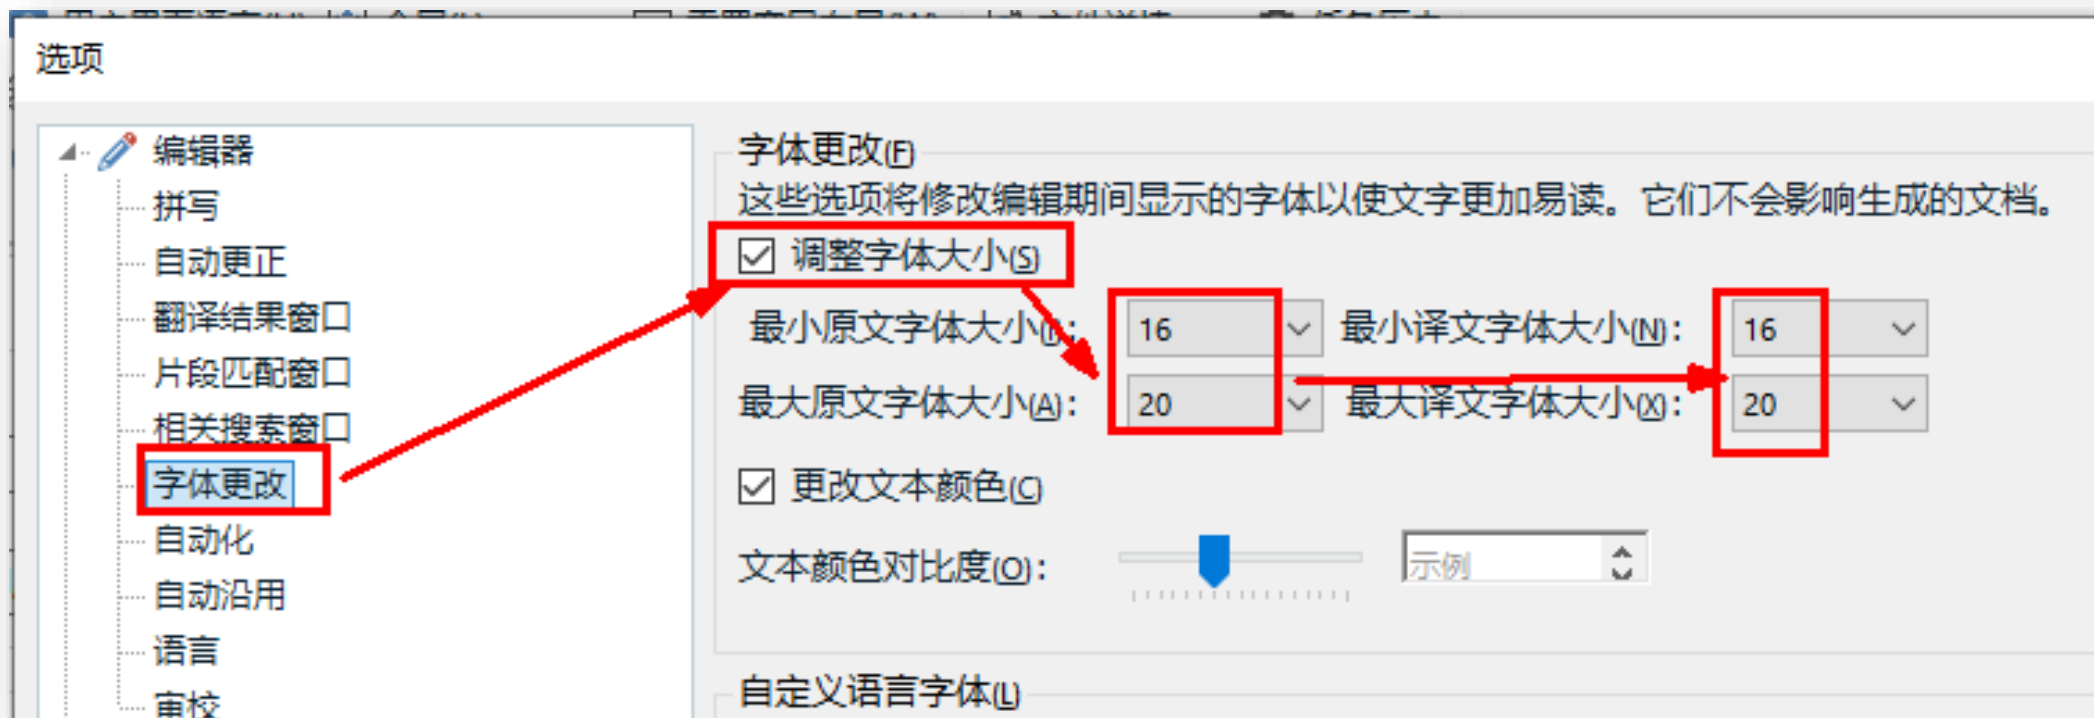 选项
编辑器
拼写
自动更正
翻译结果窗口
片段匹配窗口
相关搜索窗口
字体更改
自动化
自动沿用
语言
审校
字体更改(F)
这些选项将修改编辑期间显示的字体以使文字更加易读。它们不会影响生成的文档。
调整字体大小(S)
最小原文字体大小(I): 16 最小译文字体大小(N): 16
最大原文字体大小(A): 20 最大译文字体大小(X): 20
更改文本颜色(C)
文本颜色对比度(O): 示例
自定义语言字体(L)